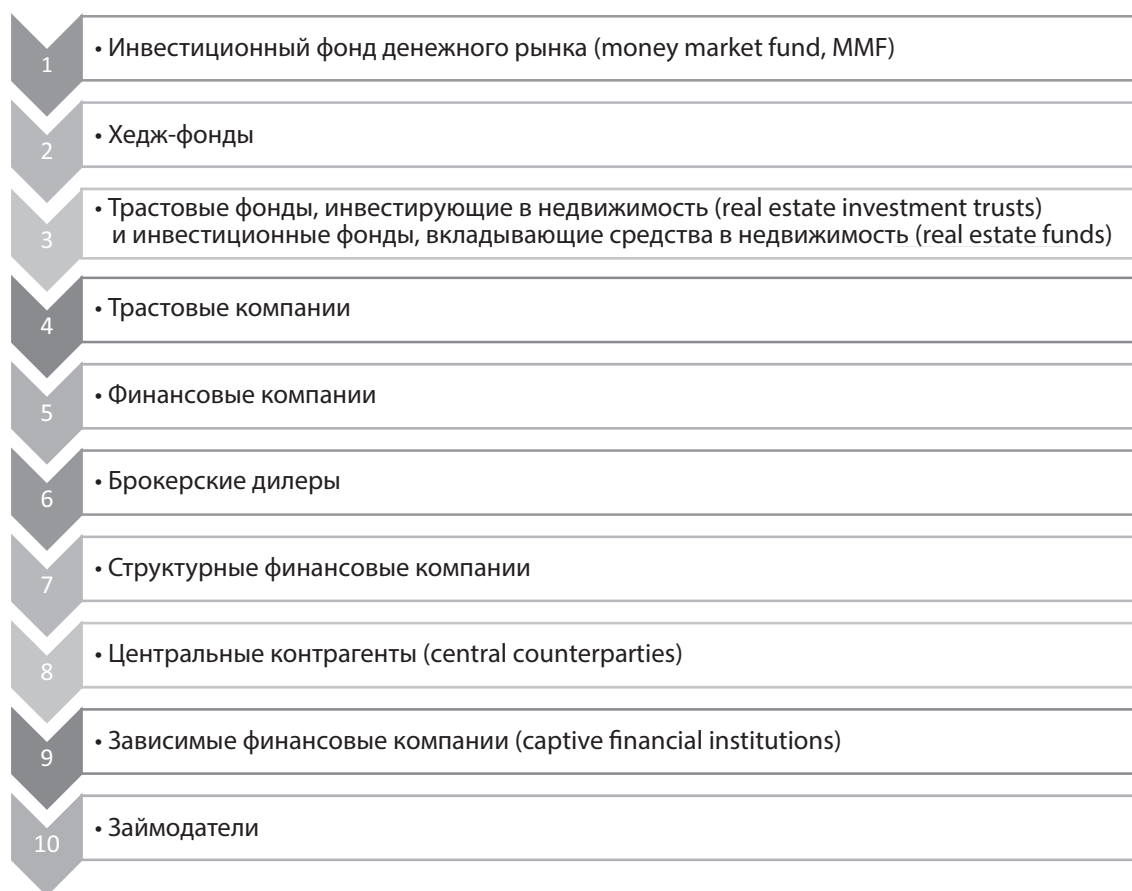 1
• Инвестиционный фонд денежного рынка (money market fund, MMF)
2
• Хедж-фонды
3
• Трастовые фонды, инвестирующие в недвижимость (real estate investment trusts)
и инвестиционные фонды, вкладывающие средства в недвижимость (real estate funds)
4
• Трастовые компании
5
• Финансовые компании
6
• Брокерские дилеры
7
• Структурные финансовые компании
8
• Центральные контрагенты (central counterparties)
9
• Зависимые финансовые компании (captive financial institutions)
10
• Займодатели